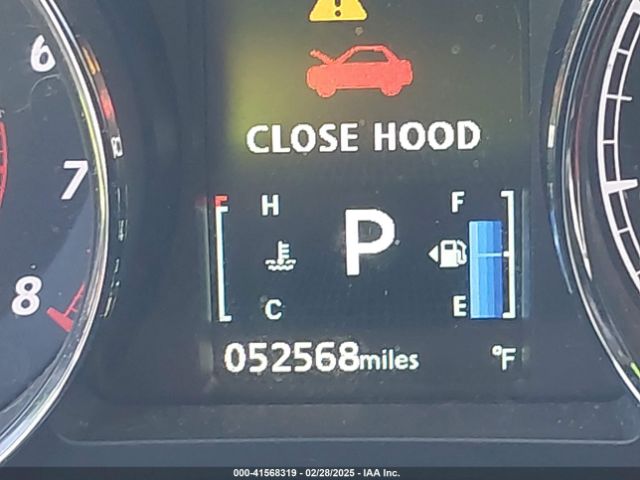 6
7
8
CLOSE HOOD
H
F
P
C
E
052568miles
°F
000-41568319 | 02/28/2025 - IAA Inc.